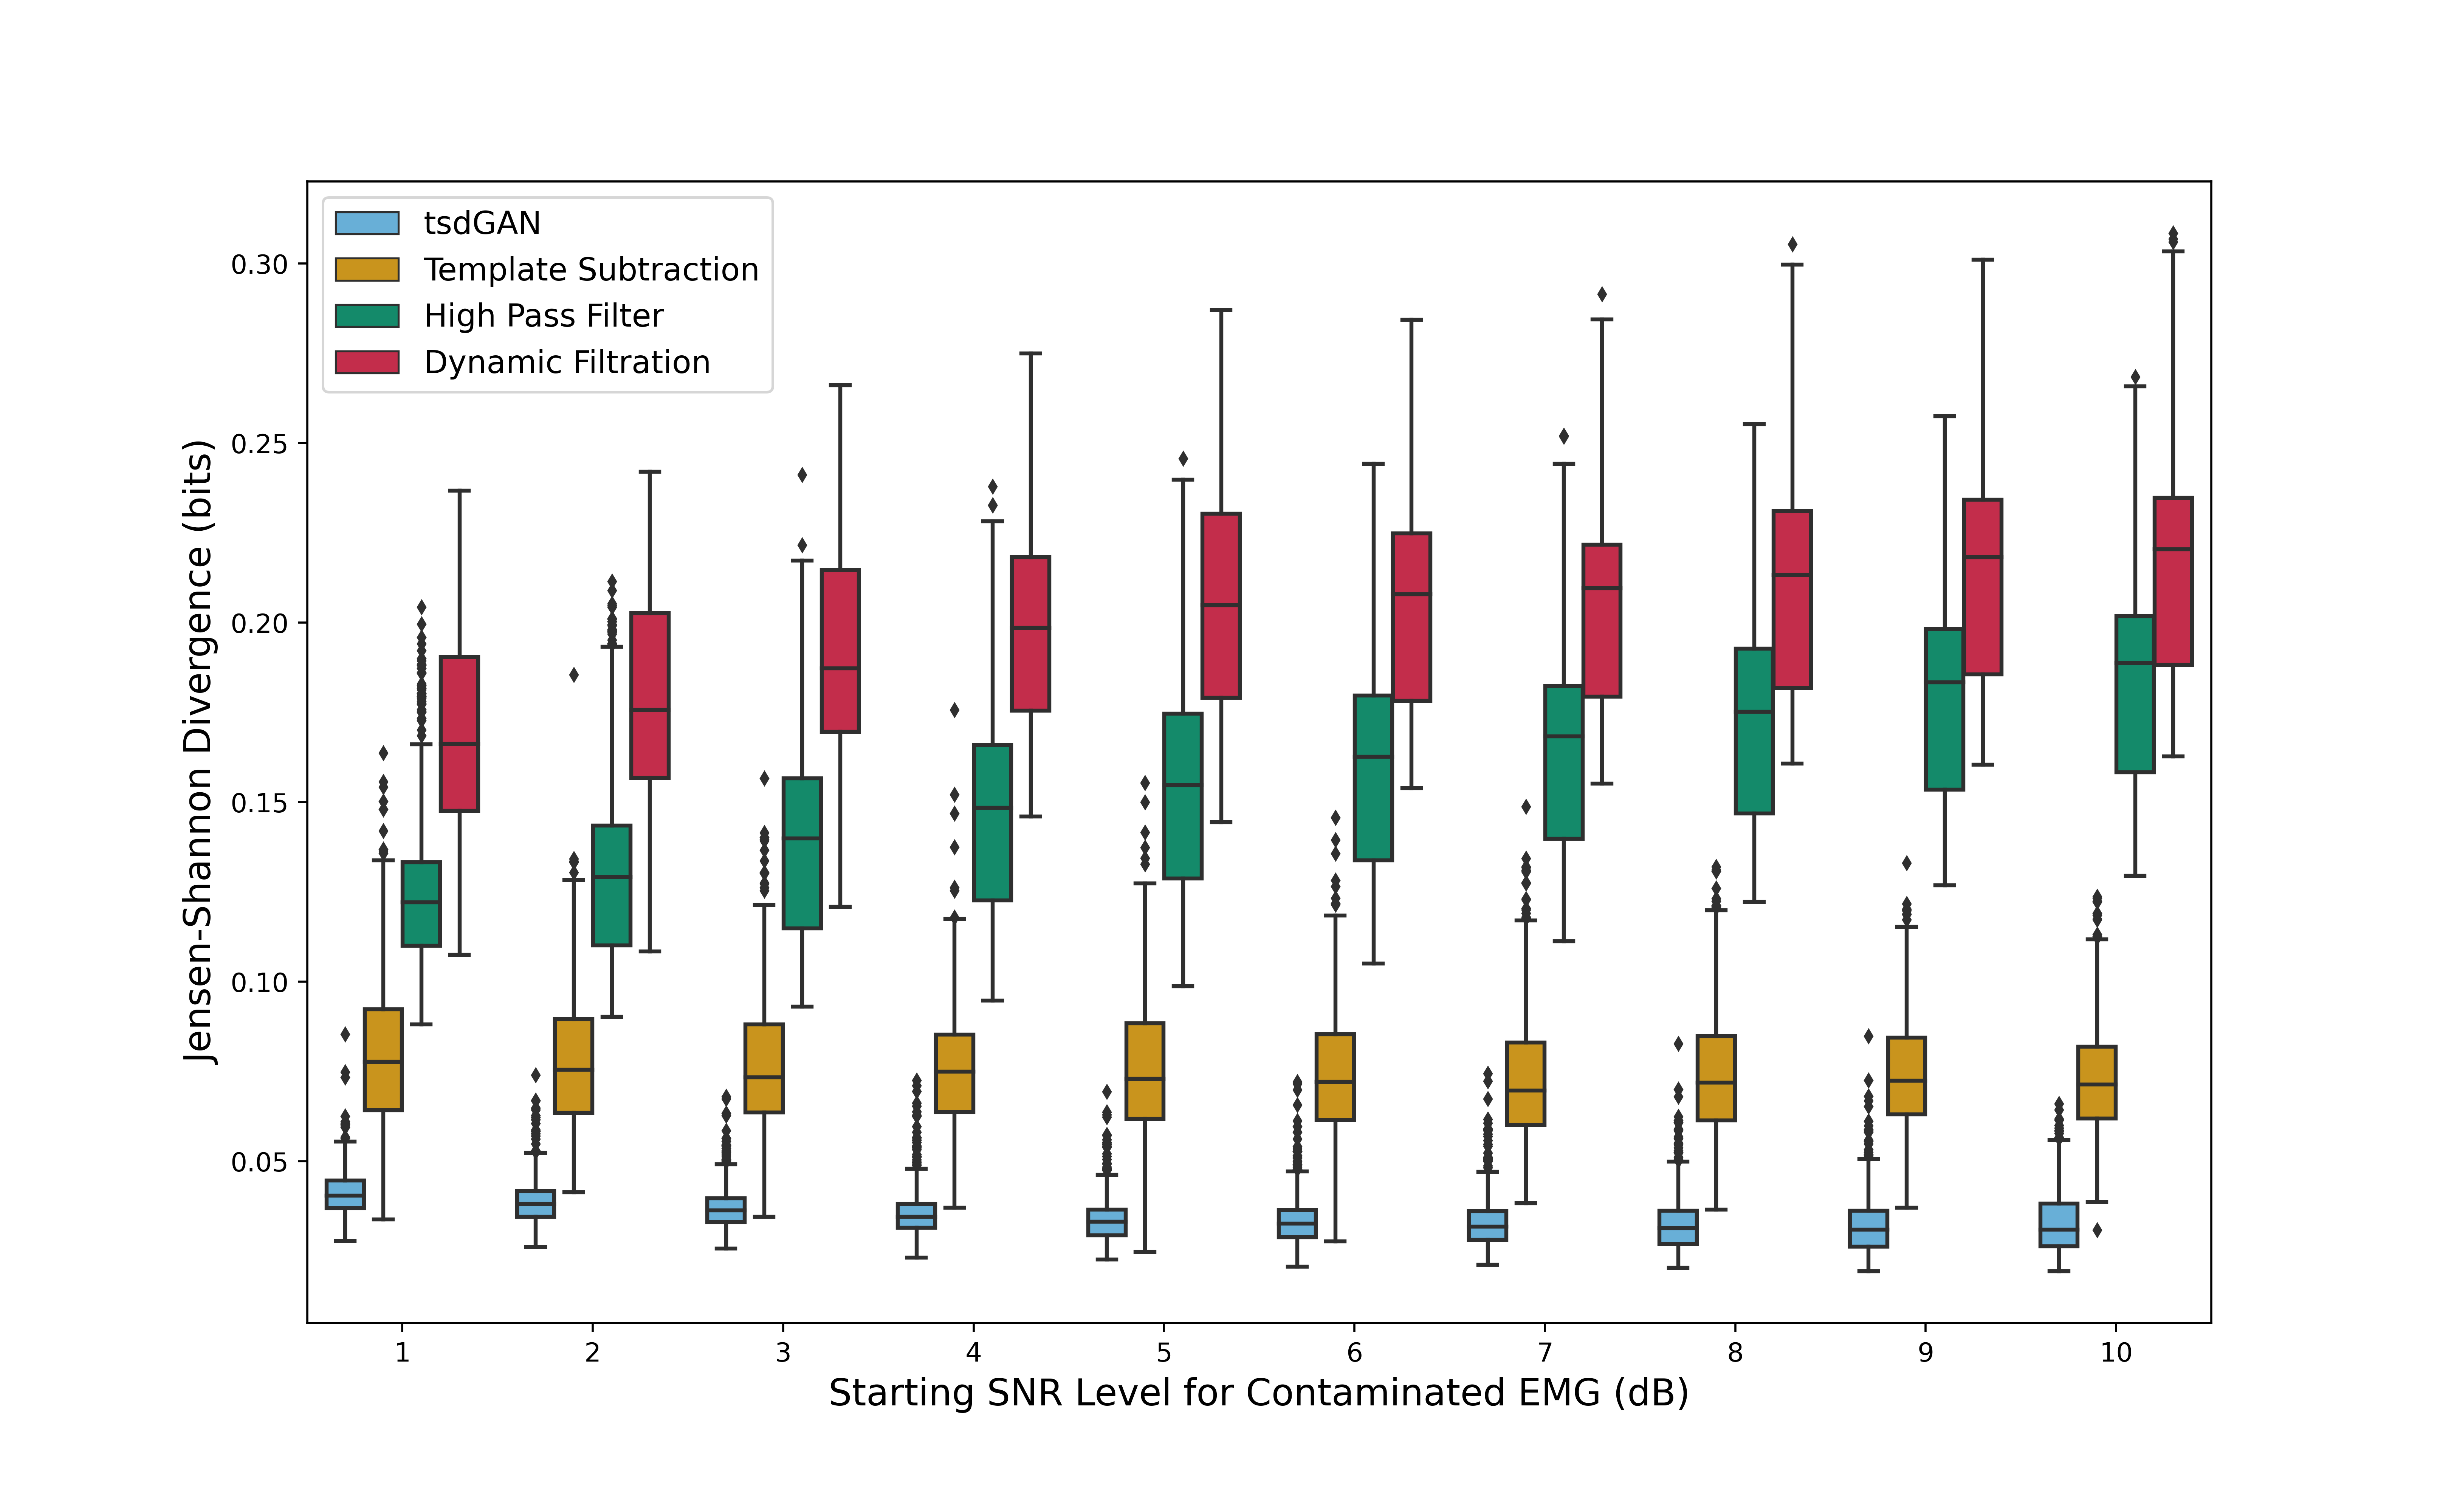 tsdGAN
Template Subtraction
High Pass Filter
Dynamic Filtration
Jensen-Shannon Divergence (bits)
0.30
0.25
0.20
0.15
0.10
0.05
1 2 3 4 5 6 7 8 9 10
Starting SNR Level for Contaminated EMG (dB)